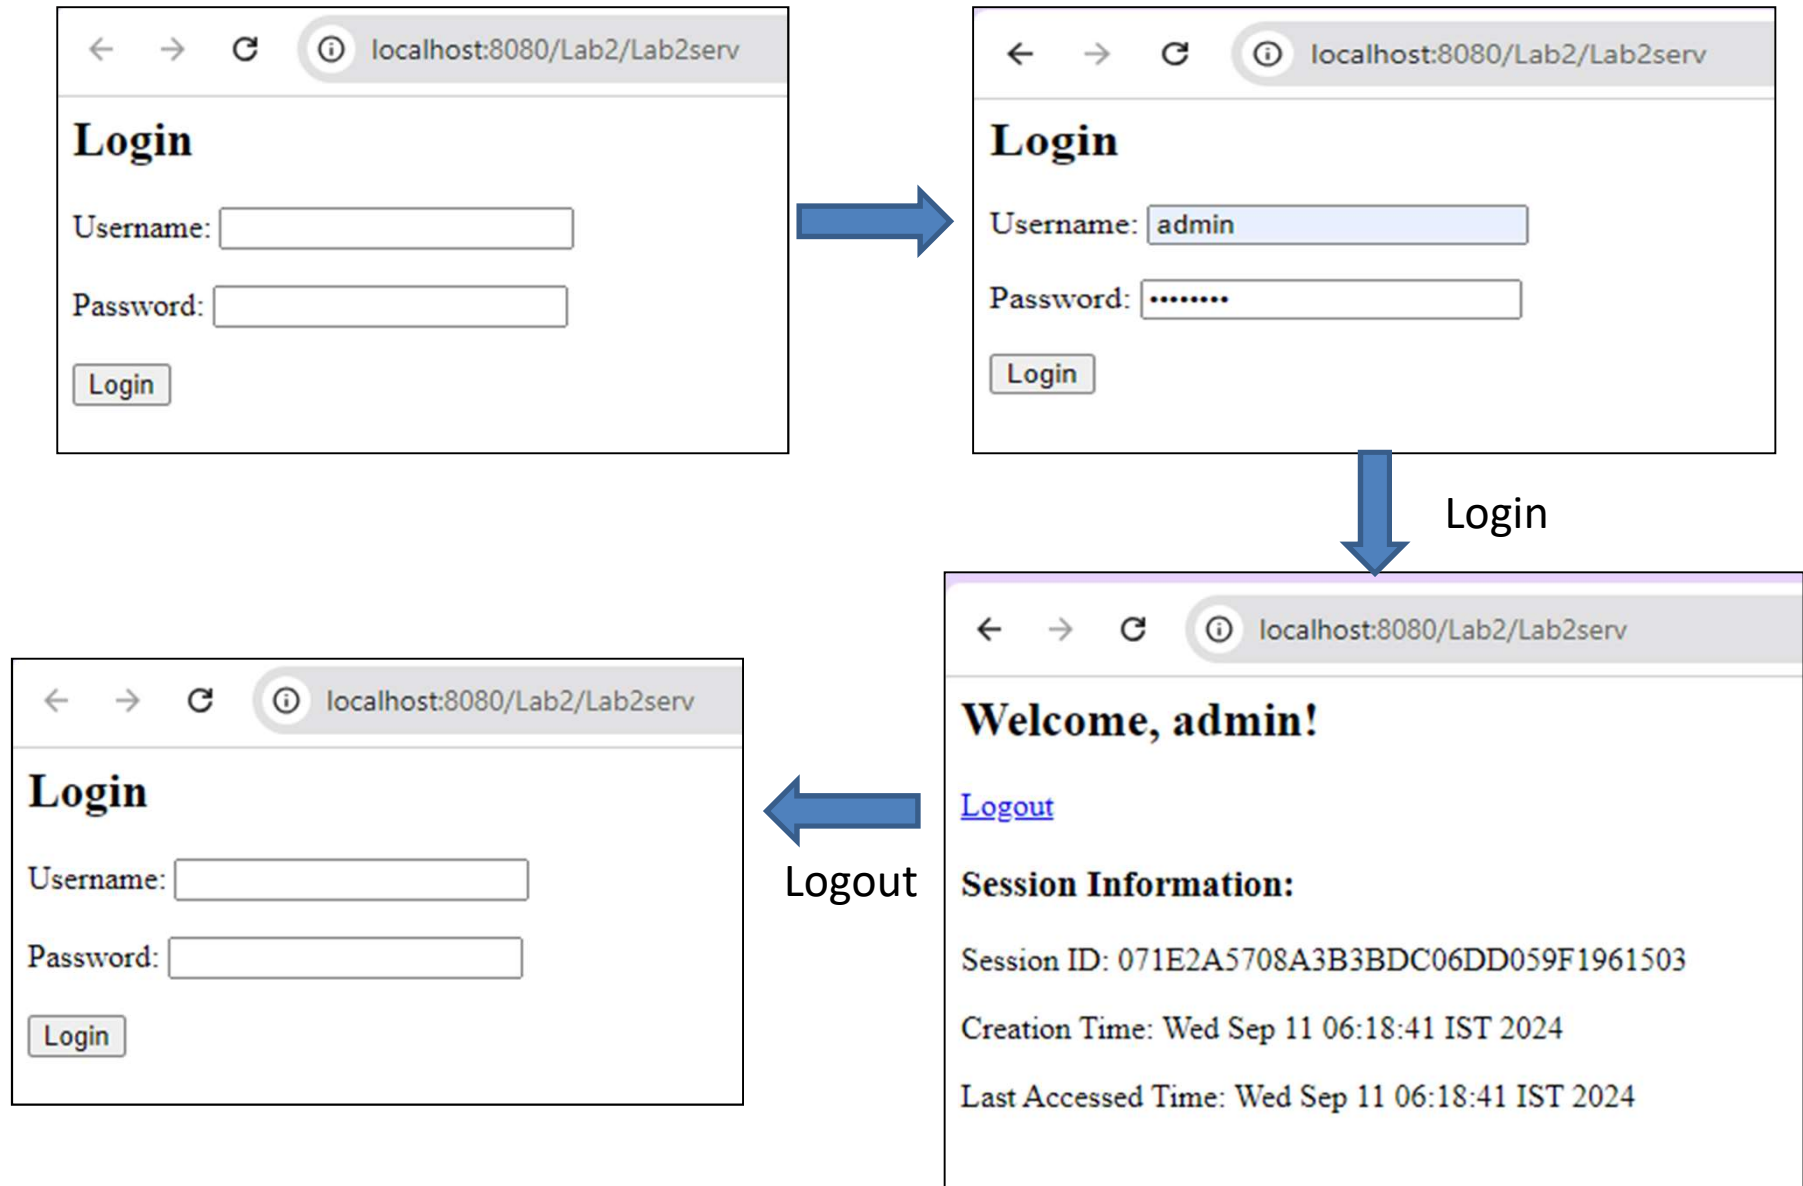 localhost:8080/Lab2/Lab2serv
Login
Username:
Password:
Login
localhost:8080/Lab2/Lab2serv
Login
Username: admin
Password: ••••••••
Login
Login
localhost:8080/Lab2/Lab2serv
Welcome, admin!
Logout
Session Information:
Session ID: 071E2A5708A3B3BDC06DD059F1961503
Creation Time: Wed Sep 11 06:18:41 IST 2024
Last Accessed Time: Wed Sep 11 06:18:41 IST 2024
Logout
localhost:8080/Lab2/Lab2serv
Login
Username:
Password:
Login